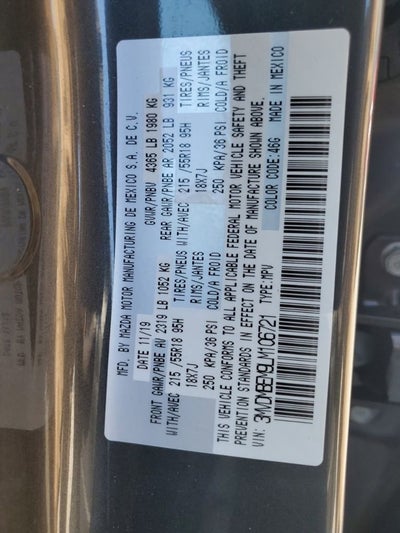 MFD. BY MAZDA MOTOR MANUFACTURING DE MEXICO S.A. DE C.V.
DATE 11/19 GVWR/PNBV 4365 LB 1980 KG
FRONT GAWR/PNBE AV 2319 LB 1052 KG REAR GAWR/PNBE AR 2052 LB 931 KG
WITH/AVEC 215 /55R18 95H TIRES/PNEUS WITH/AVEC 215 /55R18 95H TIRES/PNEUS
18X7J RIMS/JANTES 18X7J RIMS/JANTES
250 KPA/36 PSI COLD/A FROID 250 KPA/36 PSI COLD/A FROID
THIS VEHICLE CONFORMS TO ALL APPLICABLE FEDERAL MOTOR VEHICLE SAFETY AND THEFT
PREVENTION STANDARDS IN EFFECT ON THE DATE OF MANUFACTURE SHOWN ABOVE.
VIN: 3MVDMBEM9LM106721 TYPE:MPV COLOR CODE:46G MADE IN MEXICO